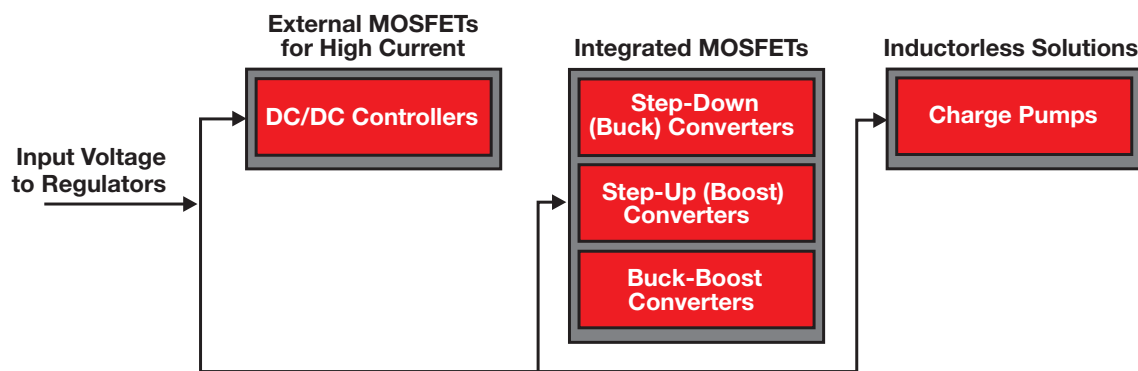 Input Voltage
to Regulators
External MOSFETs
for High Current
DC/DC Controllers
Integrated MOSFETs
Step-Down
(Buck) Converters
Step-Up (Boost)
Converters
Buck-Boost
Converters
Inductorless Solutions
Charge Pumps